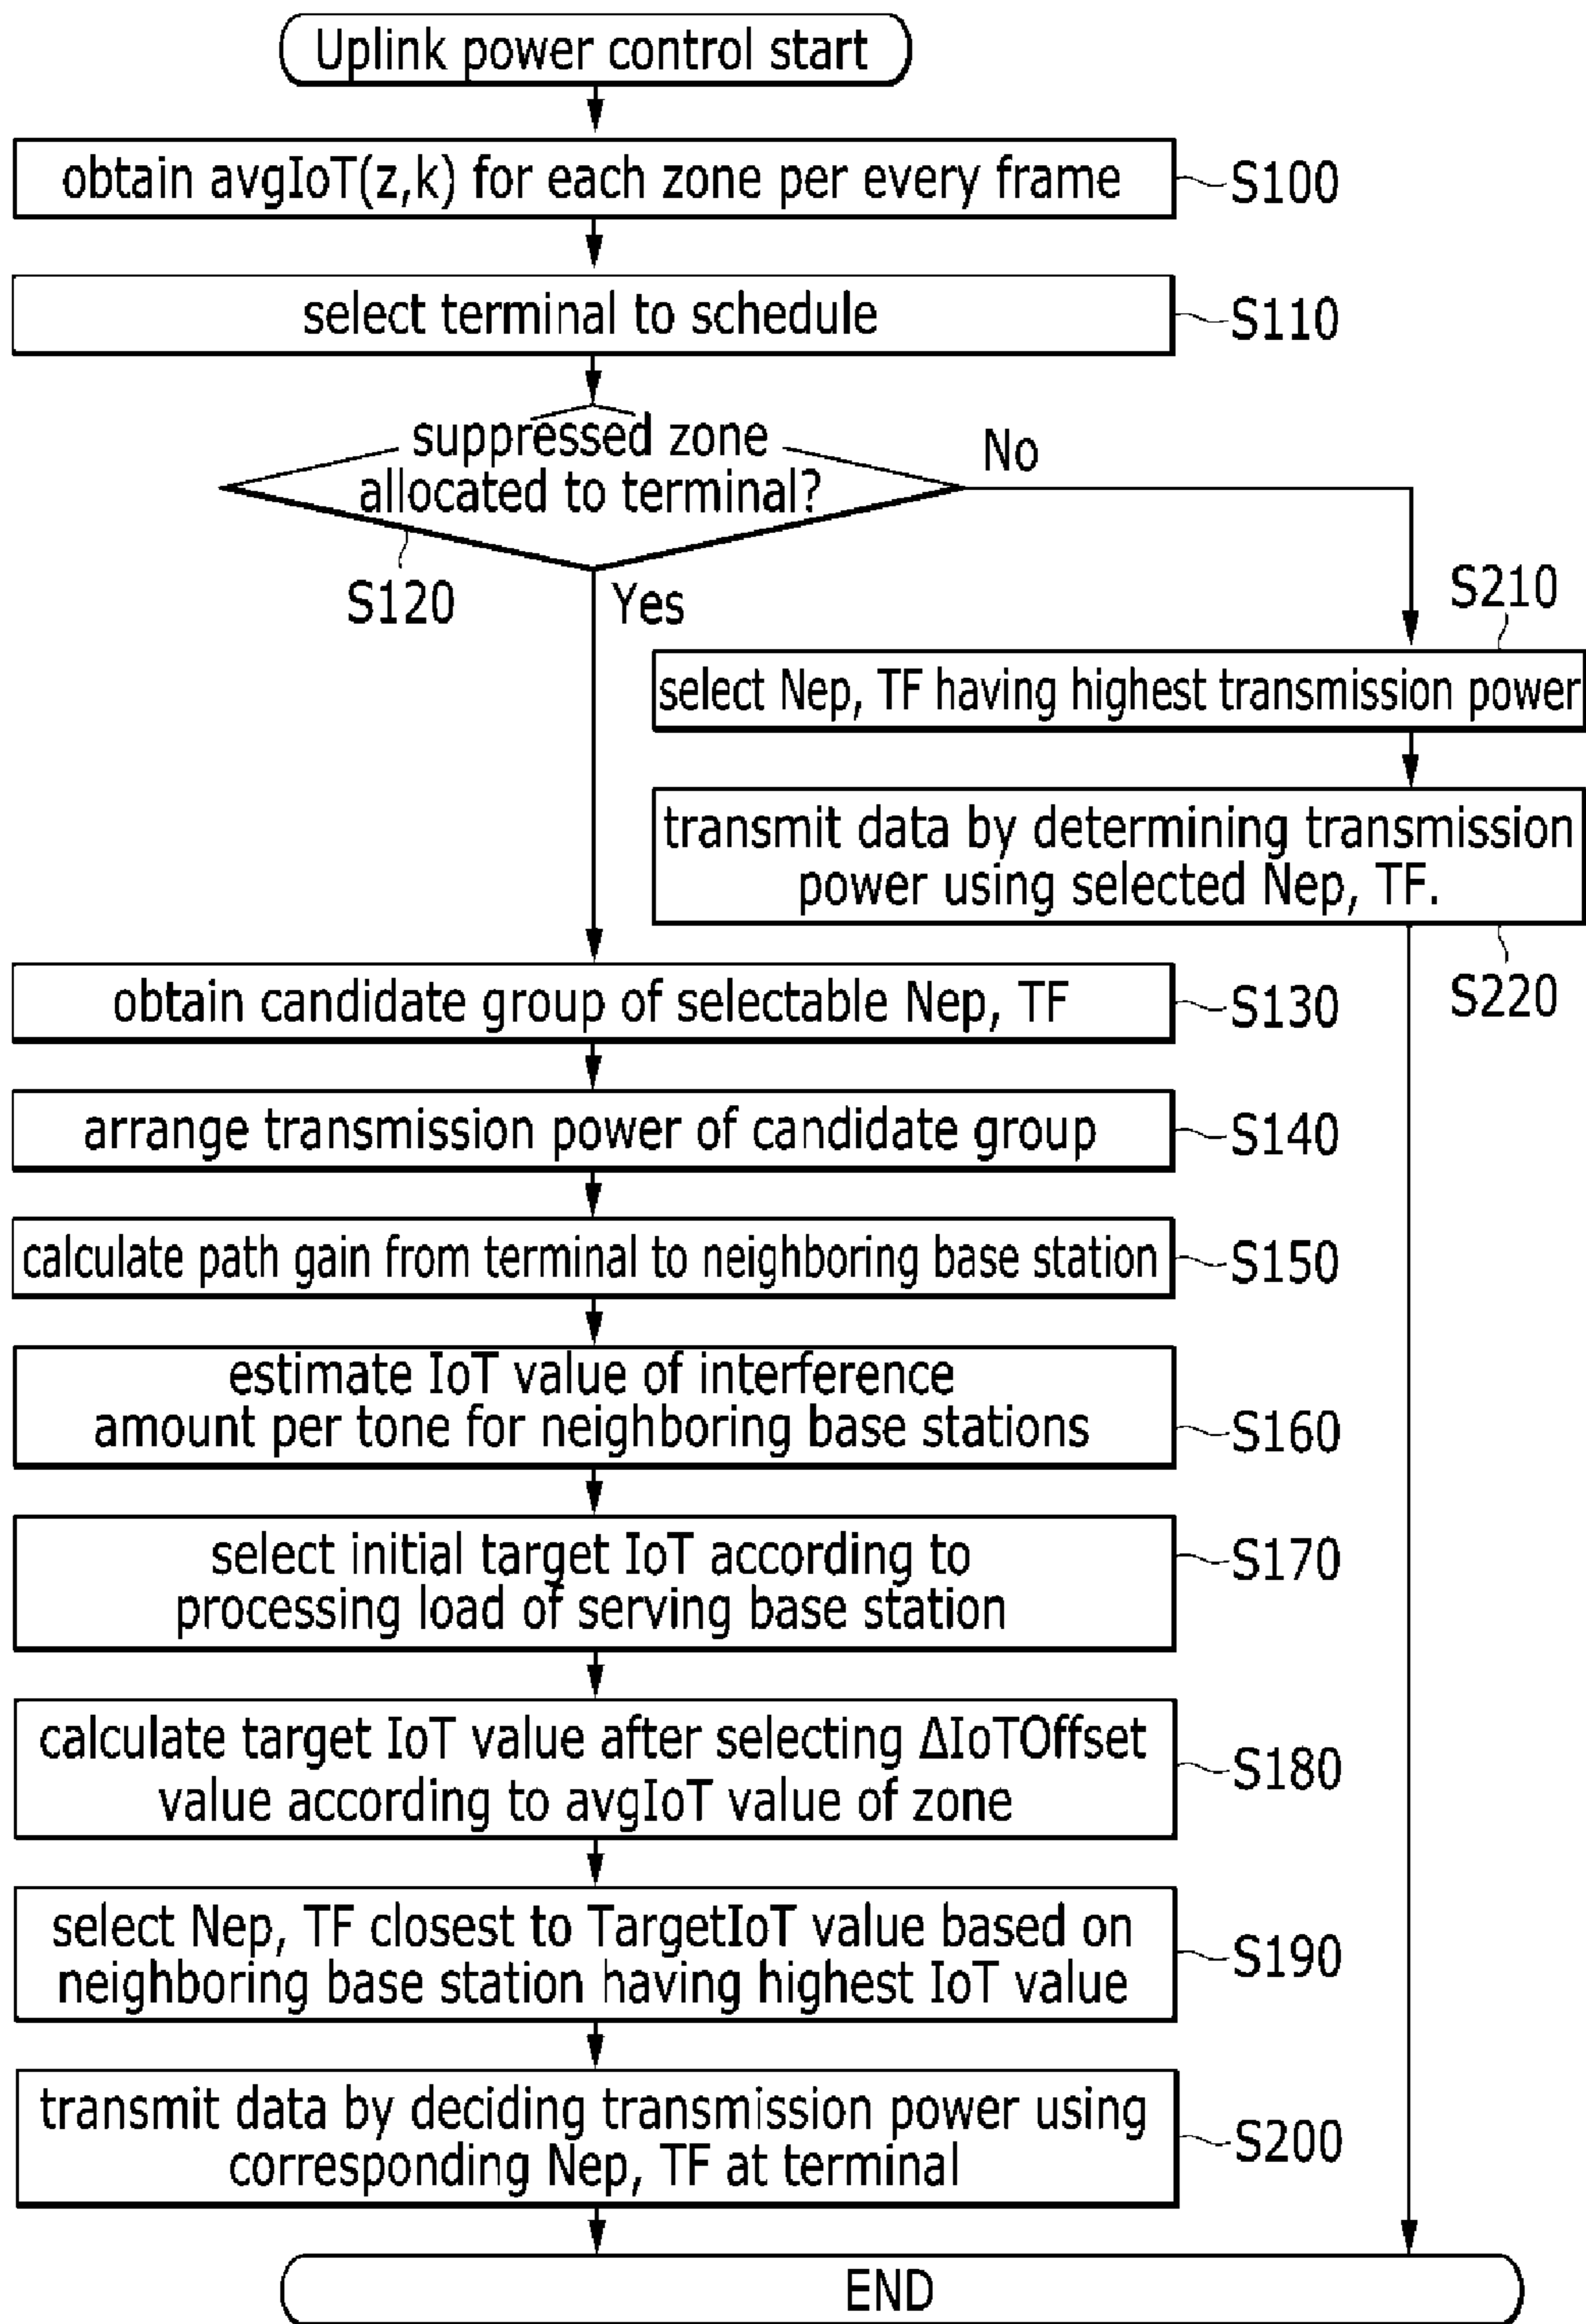 Uplink power control start
obtain avgIoT(z,k) for each zone per every frame
S100
select terminal to schedule
S110
suppressed zone
allocated to terminal?
No
S120
Yes
S210
select Nep, TF having highest transmission power
transmit data by determining transmission
power using selected Nep, TF.
S220
obtain candidate group of selectable Nep, TF
S130
arrange transmission power of candidate group
S140
calculate path gain from terminal to neighboring base station
S150
estimate IoT value of interference
amount per tone for neighboring base stations
S160
select initial target IoT according to
processing load of serving base station
S170
calculate target IoT value after selecting ΔIoTOffset
value according to avgIoT value of zone
S180
select Nep, TF closest to TargetIoT value based on
neighboring base station having highest IoT value
S190
transmit data by deciding transmission power using
corresponding Nep, TF at terminal
S200
END